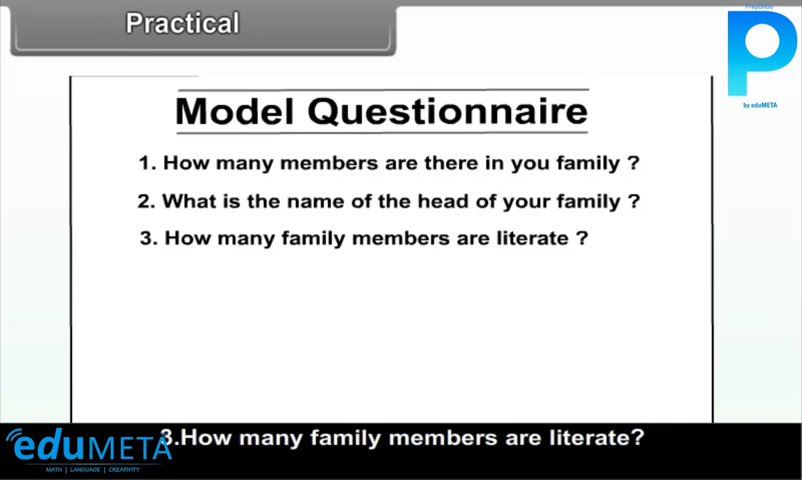 Practical
Prepondo
P
by eduMETA
Model Questionnaire
1. How many members are there in you family ?
2. What is the name of the head of your family ?
3. How many family members are literate ?
3.How many family members are literate?
eduMETA
MATH | LANGUAGE | CREATIVITY